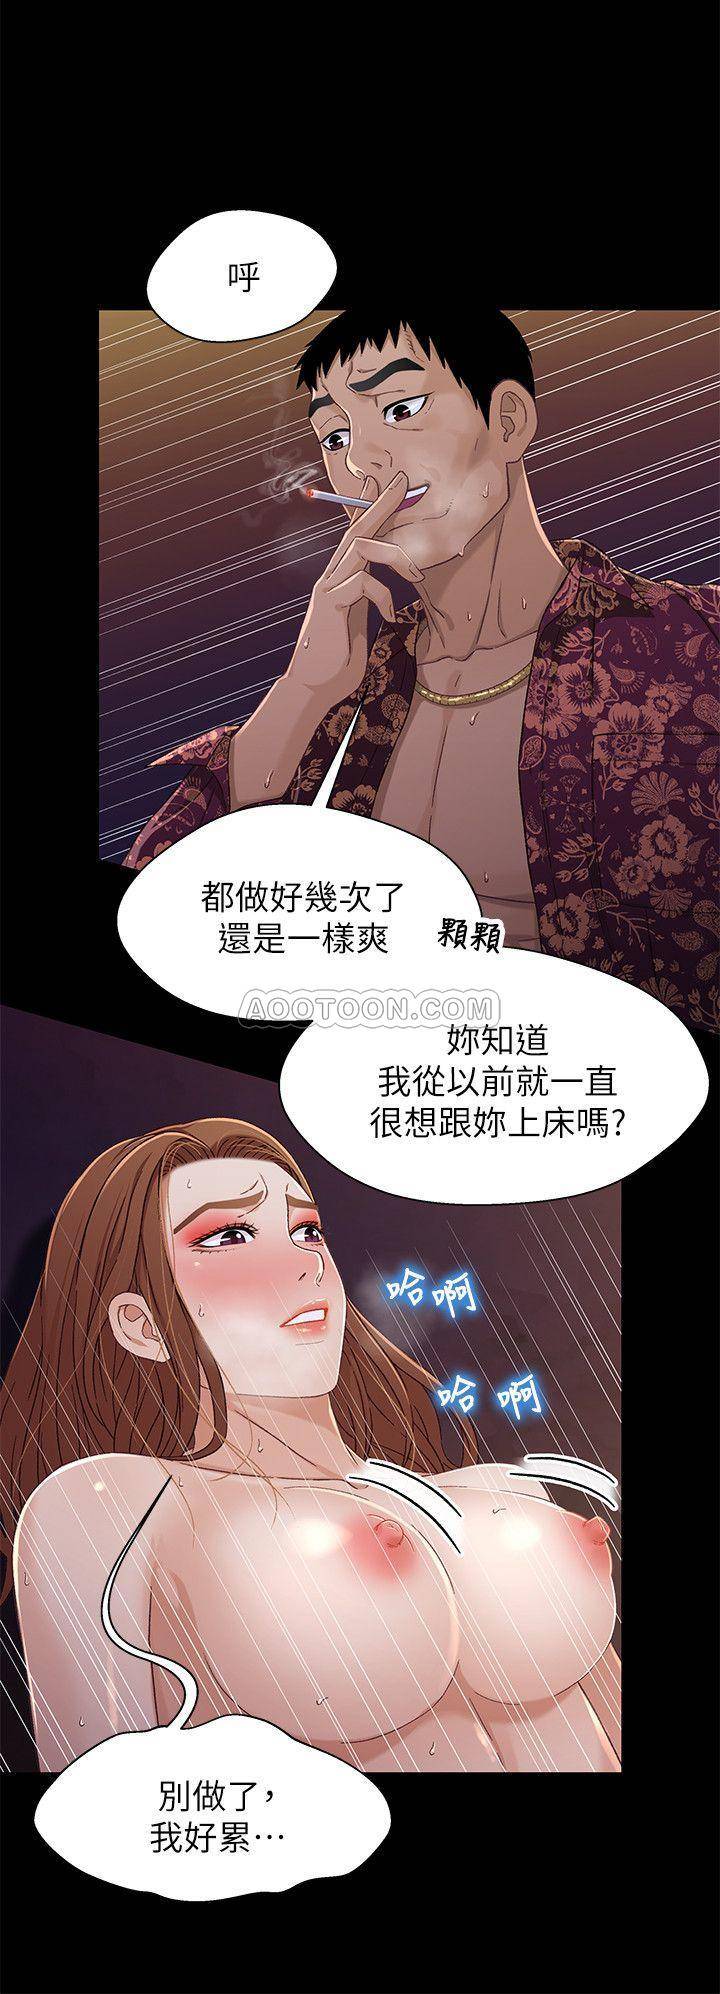 呼
都做好幾次了
還是一樣爽
顆顆
AOOTOON.COM
妳知道
我從以前就一直
很想跟妳上床嗎?
哈啊
哈啊
別做了,
我好累…